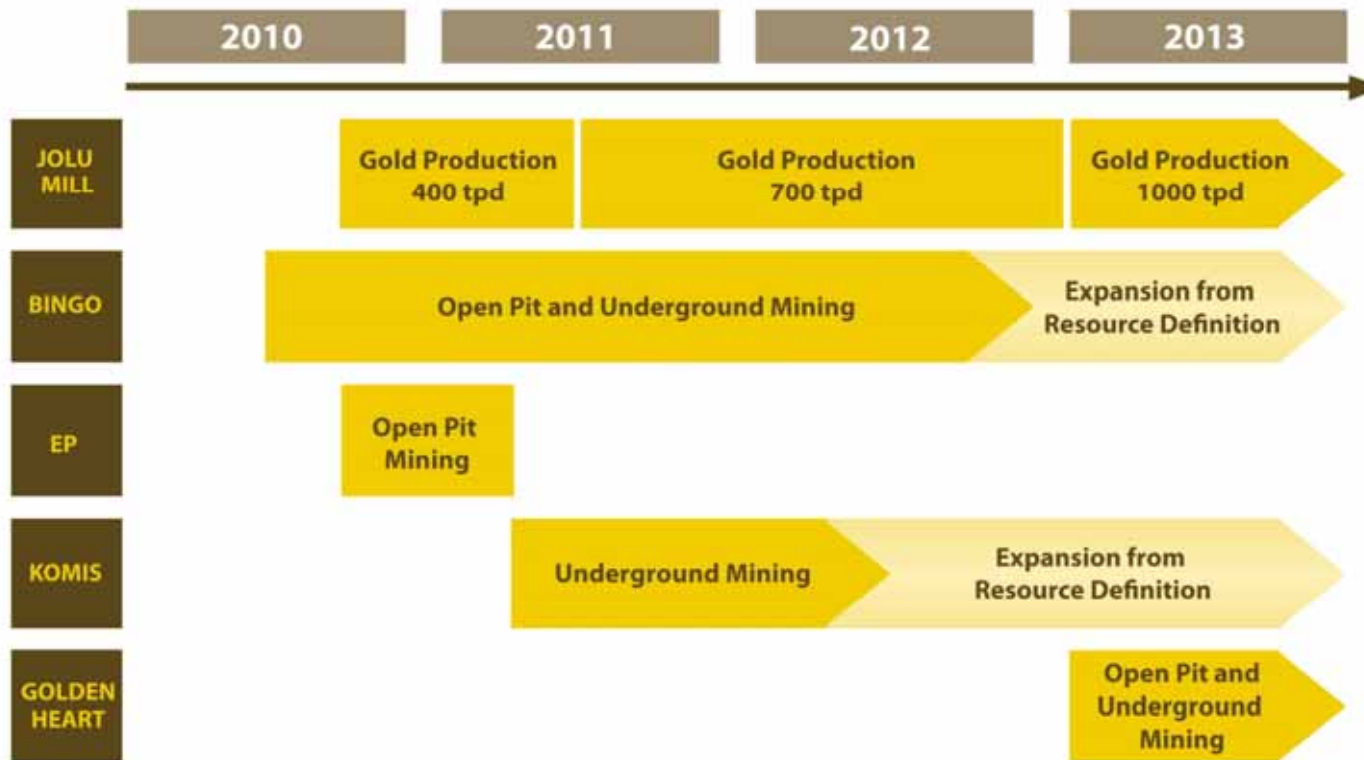 2010
2011
2012
2013
JOLU
MILL
Gold Production
400 tpd
Gold Production
700 tpd
Gold Production
1000 tpd
BINGO
Open Pit and Underground Mining
Expansion from
Resource Definition
EP
Open Pit
Mining
KOMIS
Underground Mining
Expansion from
Resource Definition
GOLDEN
HEART
Open Pit and
Underground
Mining